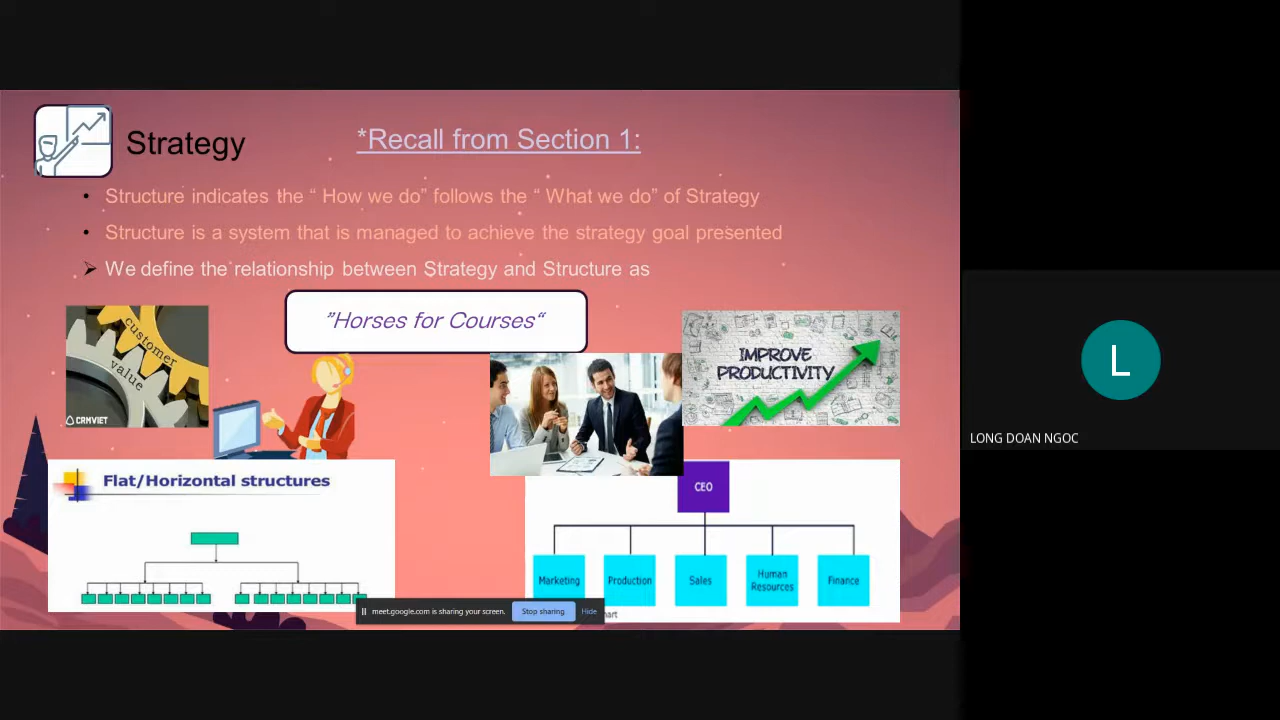 Strategy
*Recall from Section 1:
• Structure indicates the “ How we do” follows the “ What we do” of Strategy
• Structure is a system that is managed to achieve the strategy goal presented
➢ We define the relationship between Strategy and Structure as
”Horses for Courses“
customer
value
CRMVIET
IMPROVE
PRODUCTIVITY
LONG DOAN NGOC
L
Flat/Horizontal structures
CEO
Marketing
Production
Sales
Human
Resources
Finance
meet.google.com is sharing your screen.
Stop sharing
Hide